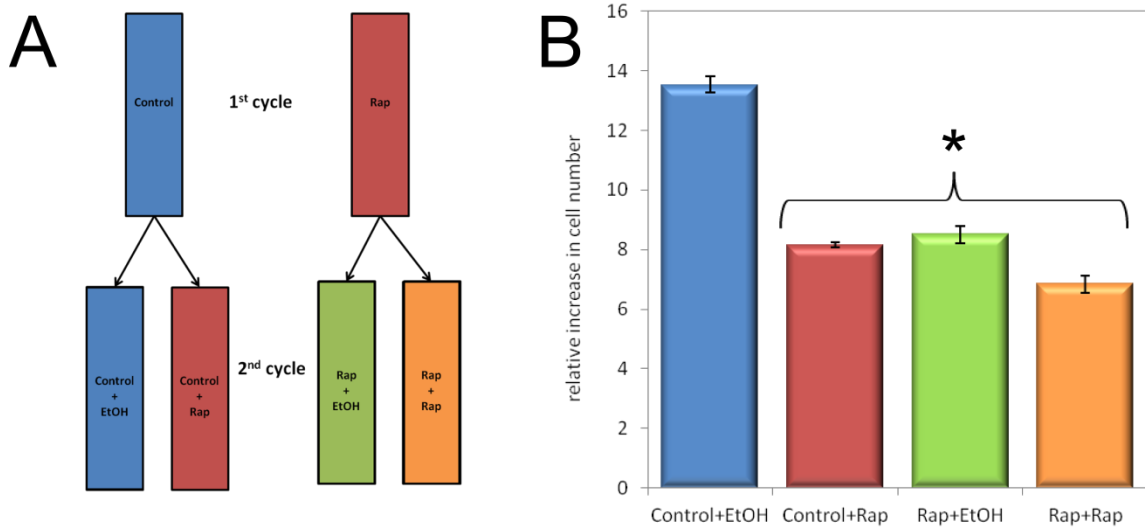 A
Control
1st cycle
Rap
Control
+
EtOH
Control
+
Rap
2nd cycle
Rap
+
EtOH
Rap
+
Rap
B
relative increase in cell number
16
14
12
10
8
6
4
2
0
*
Control+EtOH
Control+Rap
Rap+EtOH
Rap+Rap